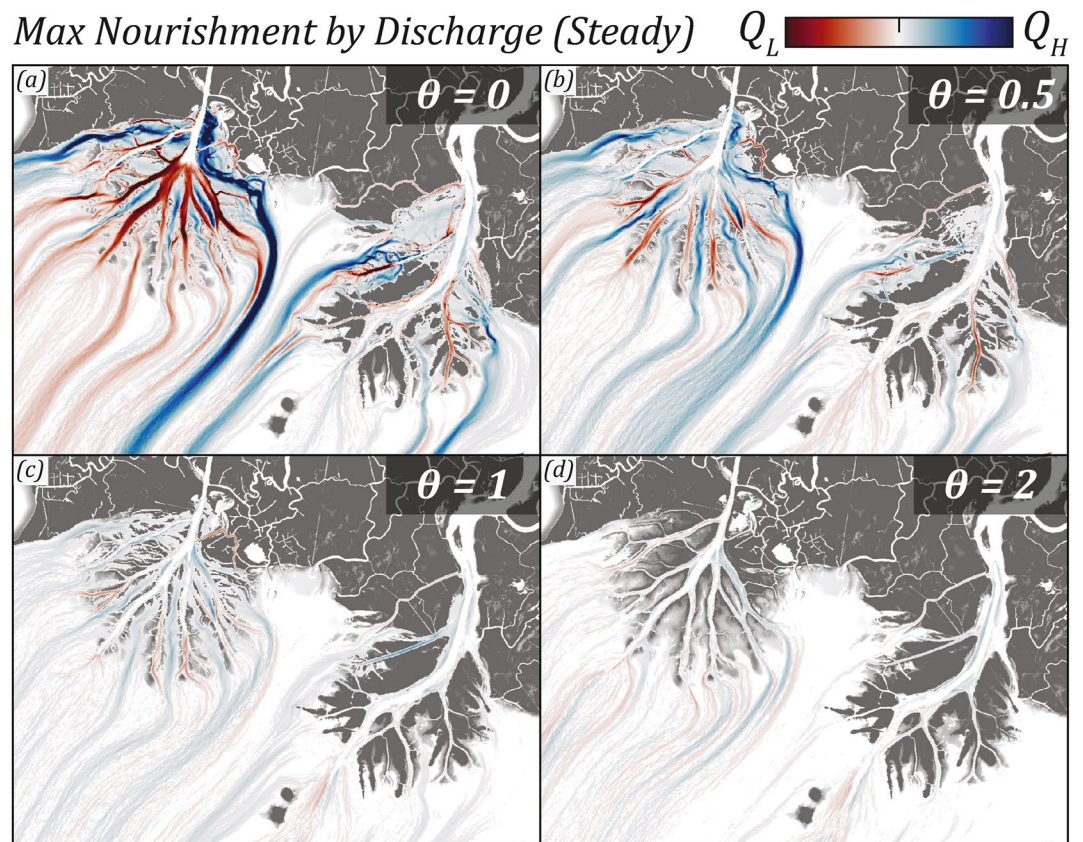 Max Nourishment by Discharge (Steady)
Q_L Q_H
(a) θ = 0
(b) θ = 0.5
(c) θ = 1
(d) θ = 2